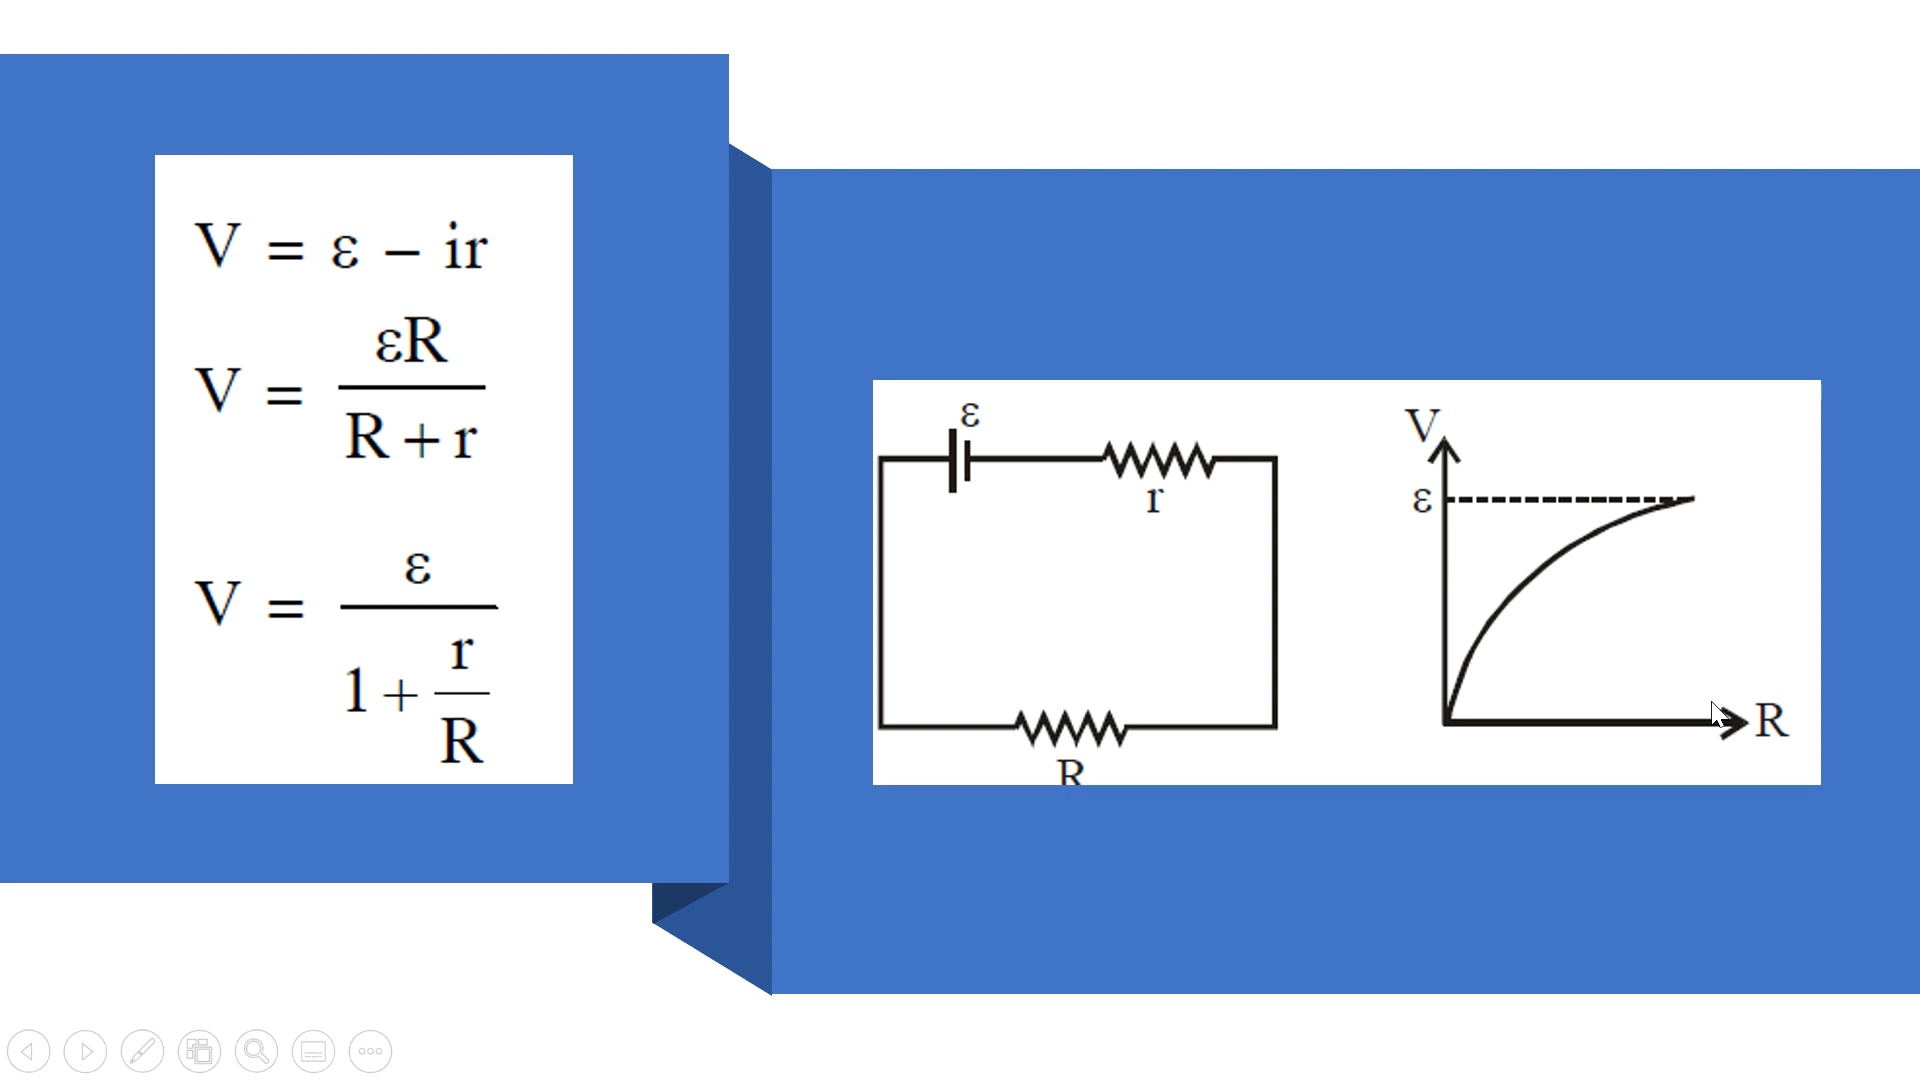 V = ε − ir
V = εR / R + r
V = ε / 1 + r / R
ε
r
R
V
ε
R